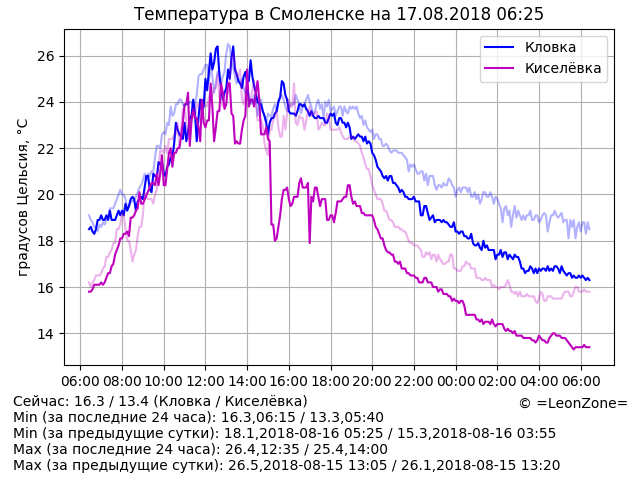 Температура в Смоленске на 17.08.2018 06:25
Кловка
Киселёвка
градусов Цельсия, °C
26
24
22
20
18
16
14
06:00 08:00 10:00 12:00 14:00 16:00 18:00 20:00 22:00 00:00 02:00 04:00 06:00
Сейчас: 16.3 / 13.4 (Кловка / Киселёвка)
© =LeonZone=
Min (за последние 24 часа): 16.3,06:15 / 13.3,05:40
Min (за предыдущие сутки): 18.1,2018-08-16 05:25 / 15.3,2018-08-16 03:55
Max (за последние 24 часа): 26.4,12:35 / 25.4,14:00
Max (за предыдущие сутки): 26.5,2018-08-15 13:05 / 26.1,2018-08-15 13:20